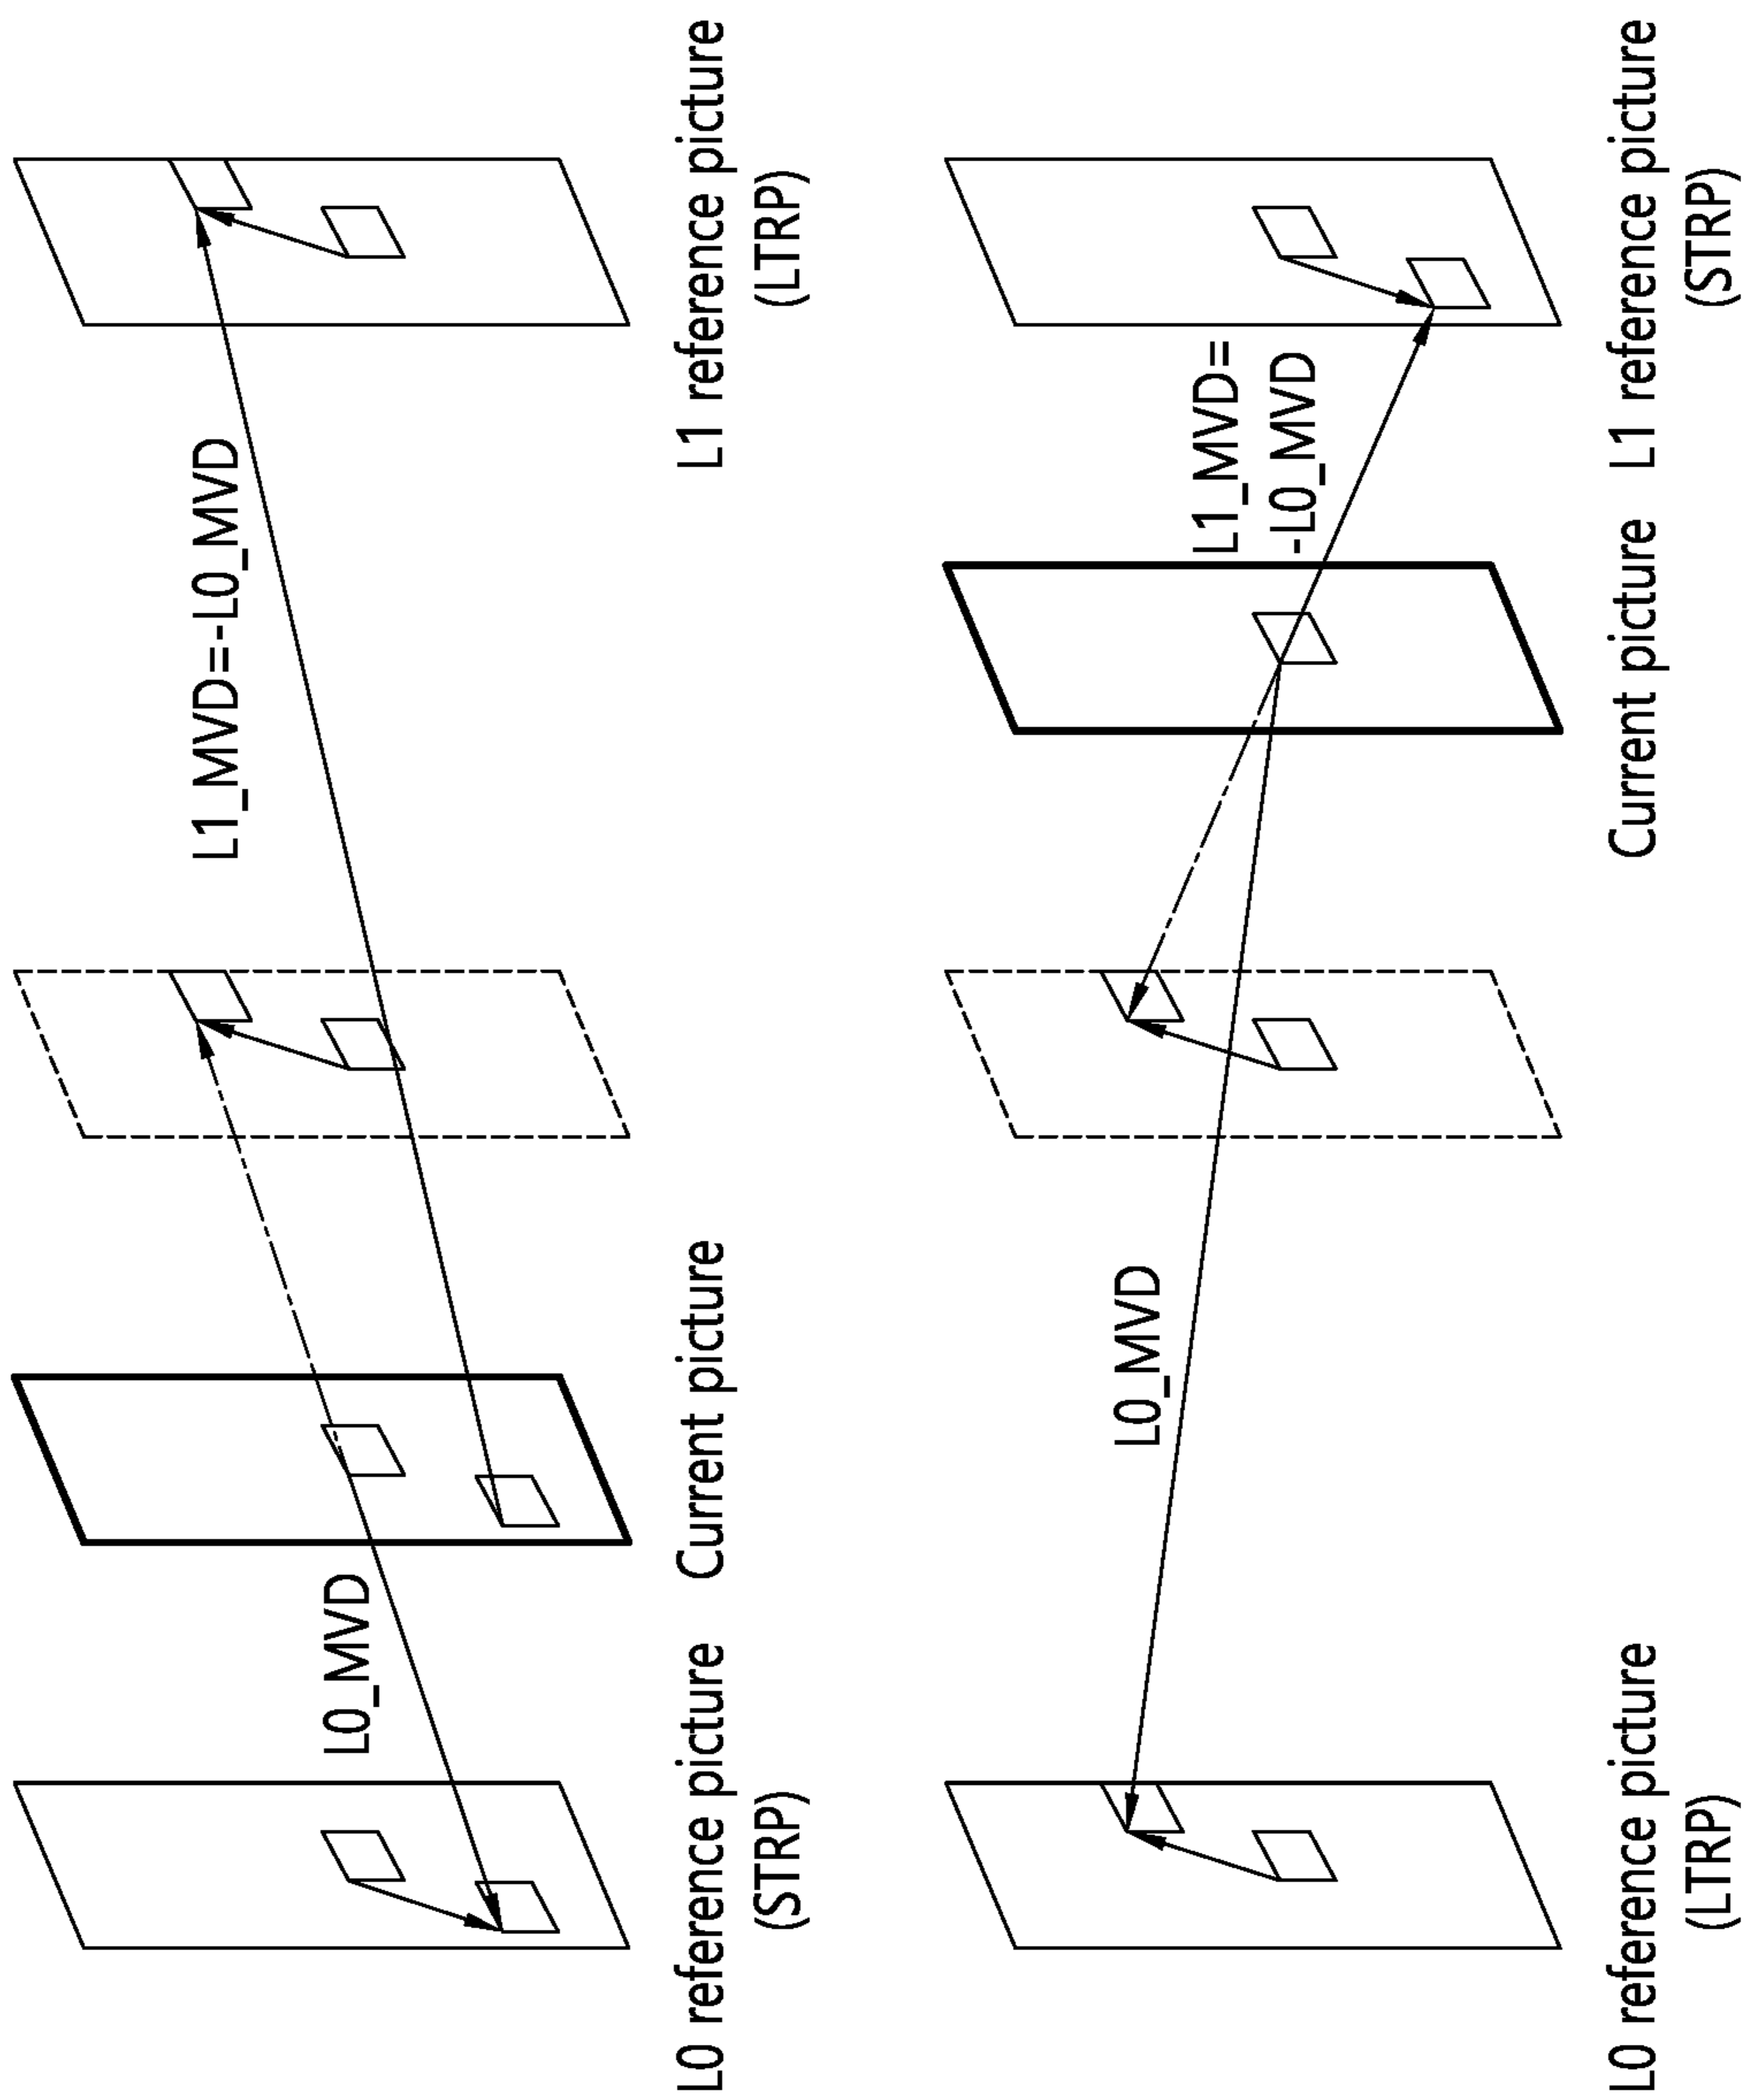 L1_MVD=-L0_MVD
L0_MVD
L0 reference picture
(STRP)
Current picture
L1 reference picture
(LTRP)
L0_MVD
L1_MVD=
-L0_MVD
L0 reference picture
(LTRP)
Current picture
L1 reference picture
(STRP)